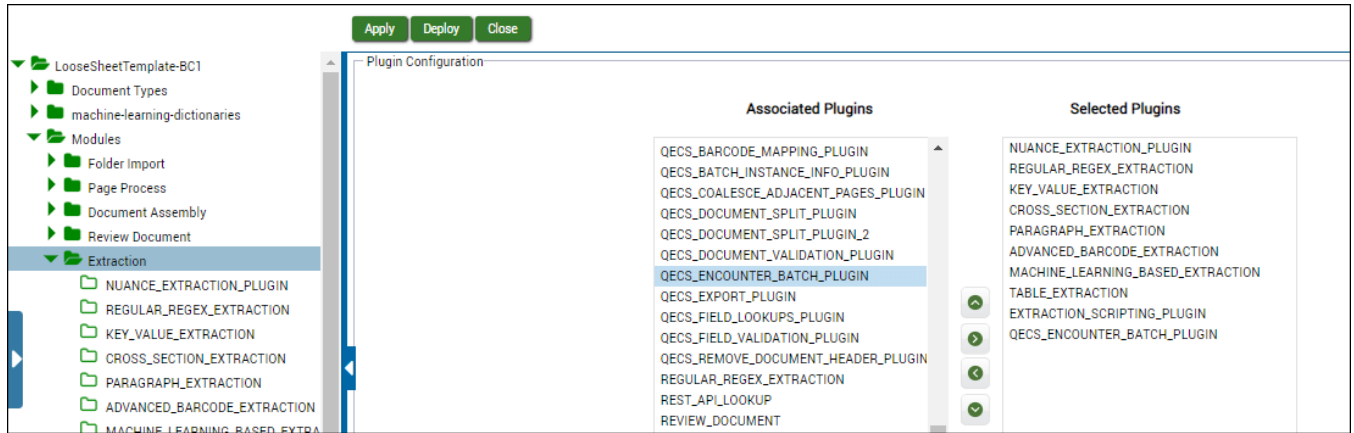 Apply
Deploy
Close
LooseSheetTemplate-BC1
Document Types
machine-learning-dictionaries
Modules
Folder Import
Page Process
Document Assembly
Review Document
Extraction
NUANCE_EXTRACTION_PLUGIN
REGULAR_REGEX_EXTRACTION
KEY_VALUE_EXTRACTION
CROSS_SECTION_EXTRACTION
PARAGRAPH_EXTRACTION
ADVANCED_BARCODE_EXTRACTION
MACHINE_LEARNING_BASED_EXTRA
Plugin Configuration
Associated Plugins
QECS_BARCODE_MAPPING_PLUGIN
QECS_BATCH_INSTANCE_INFO_PLUGIN
QECS_COALESCE_ADJACENT_PAGES_PLUGIN
QECS_DOCUMENT_SPLIT_PLUGIN
QECS_DOCUMENT_SPLIT_PLUGIN_2
QECS_DOCUMENT_VALIDATION_PLUGIN
QECS_ENCOUNTER_BATCH_PLUGIN
QECS_EXPORT_PLUGIN
QECS_FIELD_LOOKUPS_PLUGIN
QECS_FIELD_VALIDATION_PLUGIN
QECS_REMOVE_DOCUMENT_HEADER_PLUGIN
REGULAR_REGEX_EXTRACTION
REST_API_LOOKUP
REVIEW_DOCUMENT
Selected Plugins
NUANCE_EXTRACTION_PLUGIN
REGULAR_REGEX_EXTRACTION
KEY_VALUE_EXTRACTION
CROSS_SECTION_EXTRACTION
PARAGRAPH_EXTRACTION
ADVANCED_BARCODE_EXTRACTION
MACHINE_LEARNING_BASED_EXTRACTION
TABLE_EXTRACTION
EXTRACTION_SCRIPTING_PLUGIN
QECS_ENCOUNTER_BATCH_PLUGIN